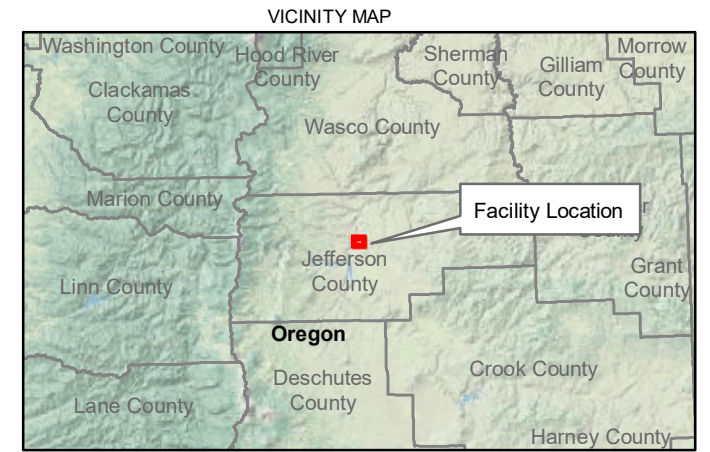 VICINITY MAP
Washington County
Hood River
County
Sherman
County
Gilliam
County
Morrow
County
Clackamas
County
Wasco County
Marion County
Facility Location
County
Jefferson
County
Grant
County
Linn County
Oregon
Deschutes
County
Crook County
Lane County
Harney County